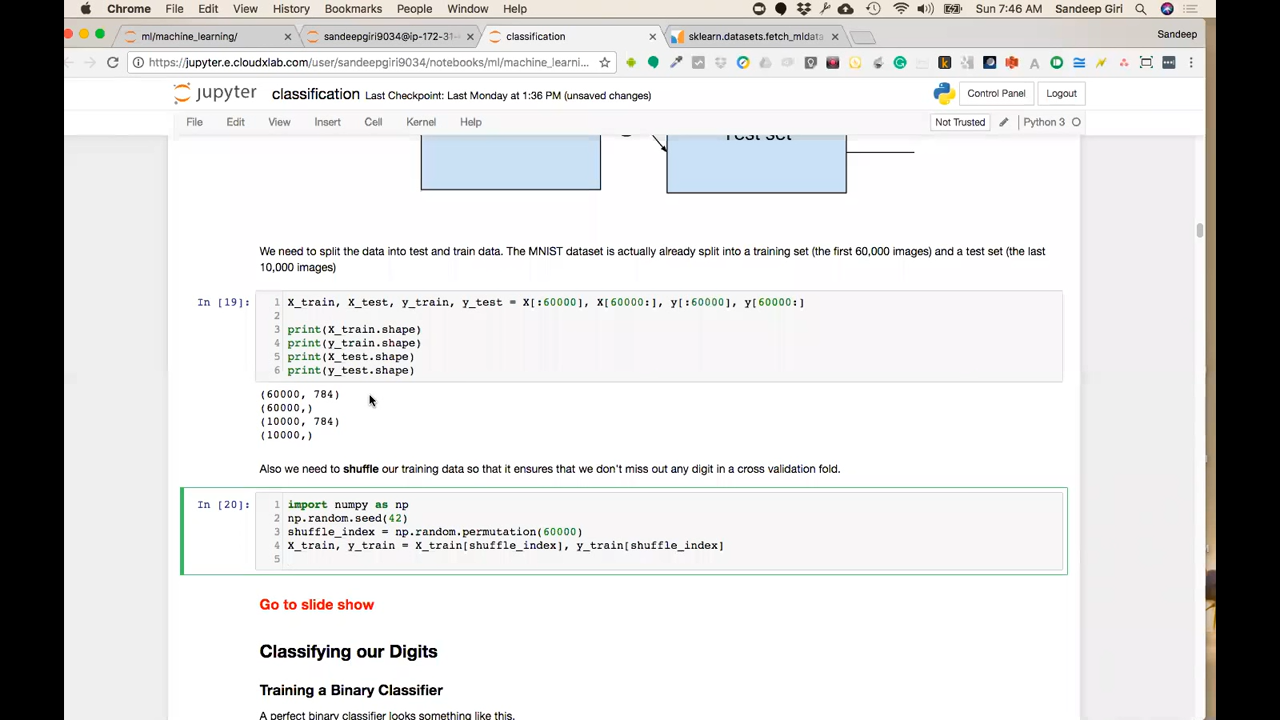 Chrome File Edit View History Bookmarks People Window Help Sun 7:46 AM Sandeep Giri
ml/machine_learning/ sandeepgiri9034@ip-172-31- classification sklearn.datasets.fetch_mldata Sandeep
https://jupyter.e.cloudxlab.com/user/sandeepgiri9034/notebooks/ml/machine_learni...
jupyter classification Last Checkpoint: Last Monday at 1:36 PM (unsaved changes) Control Panel Logout
File Edit View Insert Cell Kernel Help Not Trusted Python 3
Test set
We need to split the data into test and train data. The MNIST dataset is actually already split into a training set (the first 60,000 images) and a test set (the last
10,000 images)
In [19]: 1 X_train, X_test, y_train, y_test = X[:60000], X[60000:], y[:60000], y[60000:]
2
3 print(X_train.shape)
4 print(y_train.shape)
5 print(X_test.shape)
6 print(y_test.shape)
(60000, 784)
(60000,)
(10000, 784)
(10000,)
Also we need to shuffle our training data so that it ensures that we don't miss out any digit in a cross validation fold.
In [20]: 1 import numpy as np
2 np.random.seed(42)
3 shuffle_index = np.random.permutation(60000)
4 X_train, y_train = X_train[shuffle_index], y_train[shuffle_index]
5
Go to slide show
Classifying our Digits
Training a Binary Classifier
A perfect binary classifier looks something like this.